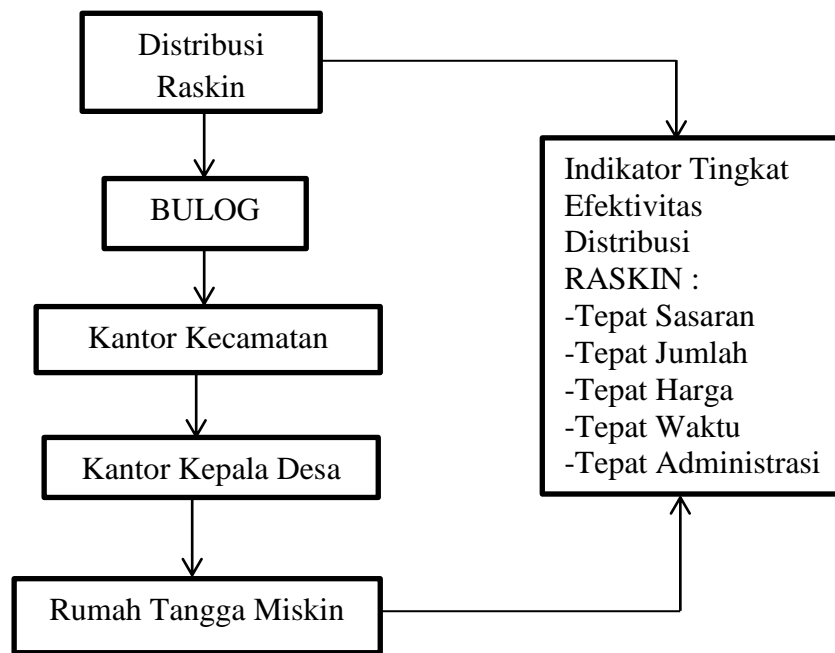 Distribusi
Raskin
BULOG
Kantor Kecamatan
Kantor Kepala Desa
Rumah Tangga Miskin
Indikator Tingkat
Efektivitas
Distribusi
RASKIN :
-Tepat Sasaran
-Tepat Jumlah
-Tepat Harga
-Tepat Waktu
-Tepat Administrasi